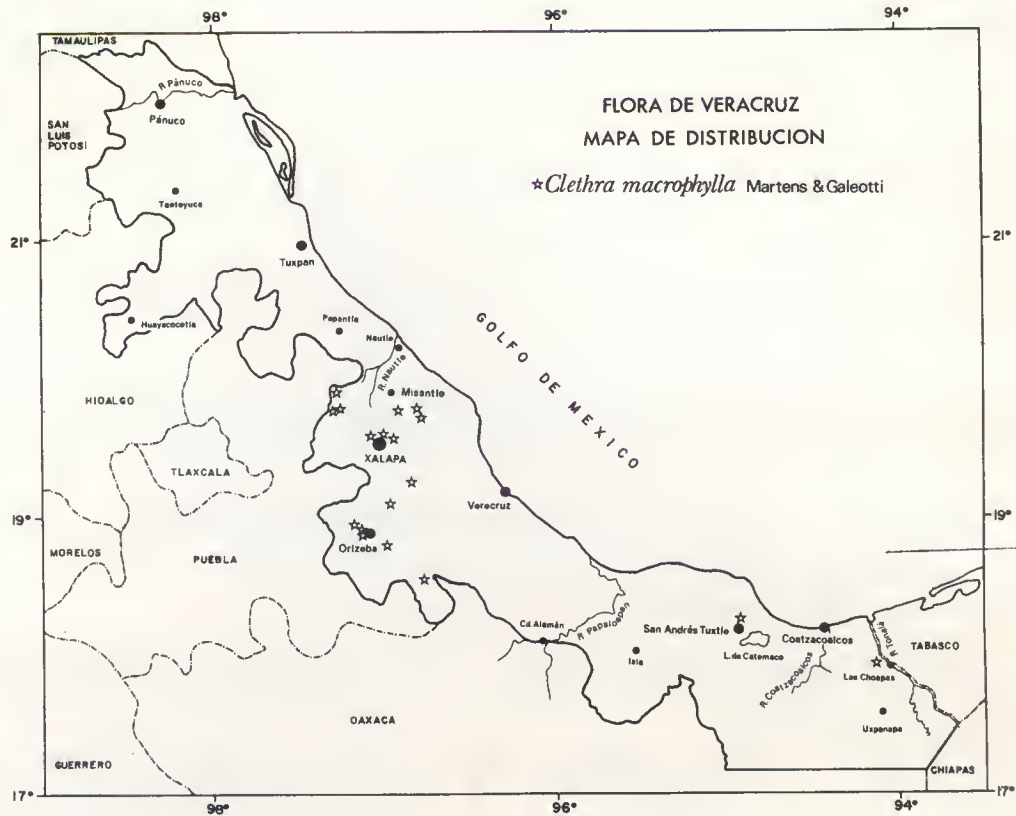 98°
96°
94°
TAMAULIPAS
R Pánuco
Pánuco
SAN
LUIS
POTOSÍ
FLORA DE VERACRUZ
MAPA DE DISTRIBUCION
☆Clethra macrophylla Martens & Galeotti
Tantoyuca
21°
21°
Tuxpan
Huayacocotla
Papantla
Nautla
R. Nautla
GOLFO DE MEXICO
HIDALGO
Misantla
XALAPA
TLAXCALA
Veracruz
19°
19°
Orizaba
MORELOS
PUEBLA
Cd. Alemán
R. Papaloapan
San Andrés Tuxtla
Coatzacoalcos
R. Tonalá
TABASCO
Isla
L. de Catemaco
R. Coatzacoalcos
Las Choapas
OAXACA
Uxpanapa
GUERRERO
CHIAPAS
17°
17°
98°
96°
94°